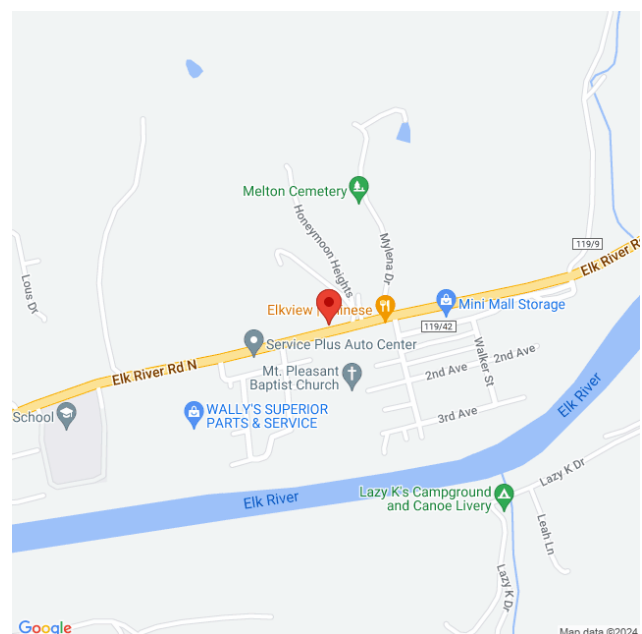 Melton Cemetery
Honeymoon Heights
Mylena Dr
119/9
Elk River Rd
Lous Dr
Elkview
Mini Mall Storage
119/42
Service Plus Auto Center
Elk River Rd N
Walker St
2nd Ave
Mt. Pleasant
Baptist Church
2nd Ave
3rd Ave
School
WALLY'S SUPERIOR
PARTS & SERVICE
Elk River
Elk River
Lazy K Dr
Lazy K's Campground
and Canoe Livery
Leah Ln
Lazy K Dr
Google
Map data ©2024